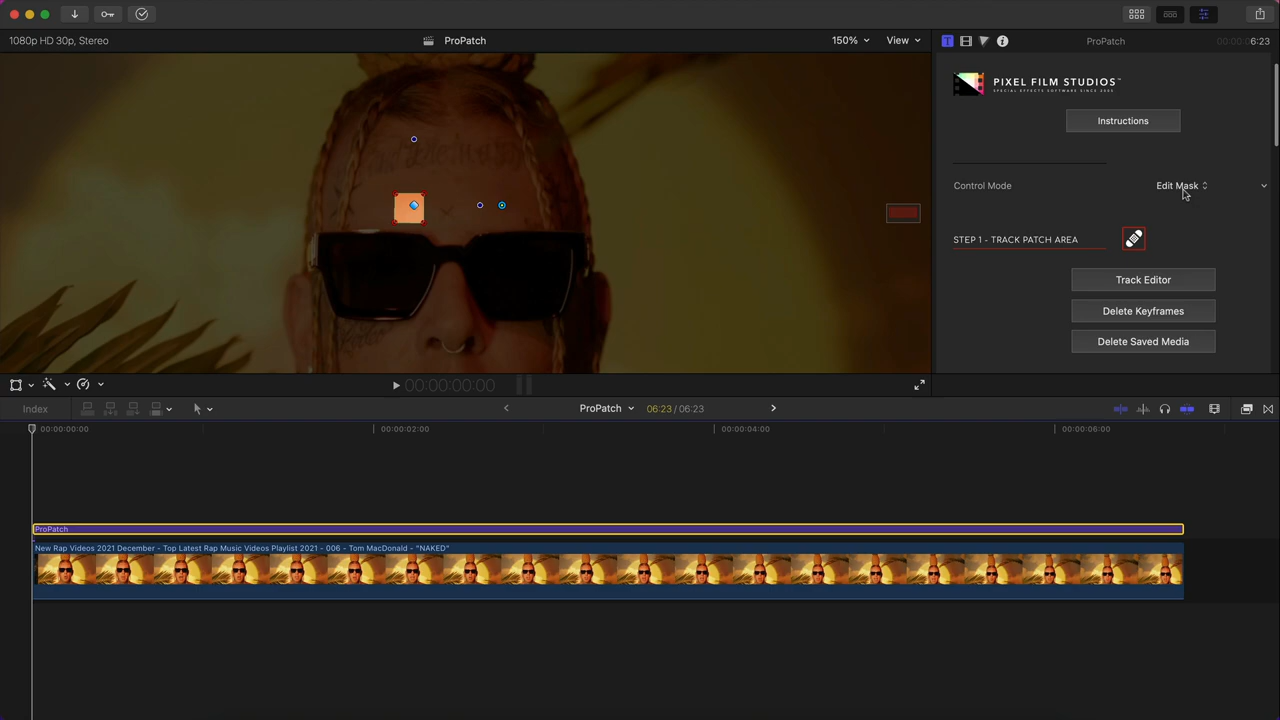 1080p HD 30p, Stereo
ProPatch
150%
View
ProPatch
00:00:06:23
PIXEL FILM STUDIOS™
SPECIAL EFFECTS SOFTWARE SINCE 2005
Instructions
Control Mode
Edit Mask
STEP 1 - TRACK PATCH AREA
Track Editor
Delete Keyframes
Delete Saved Media
00:00:00:00
Index
ProPatch
06:23 / 06:23
00:00:00:00
00:00:02:00
00:00:04:00
00:00:06:00
ProPatch
New Rap Videos 2021 December - Top Latest Rap Music Videos Playlist 2021 - 006 - Tom MacDonald - "NAKED"